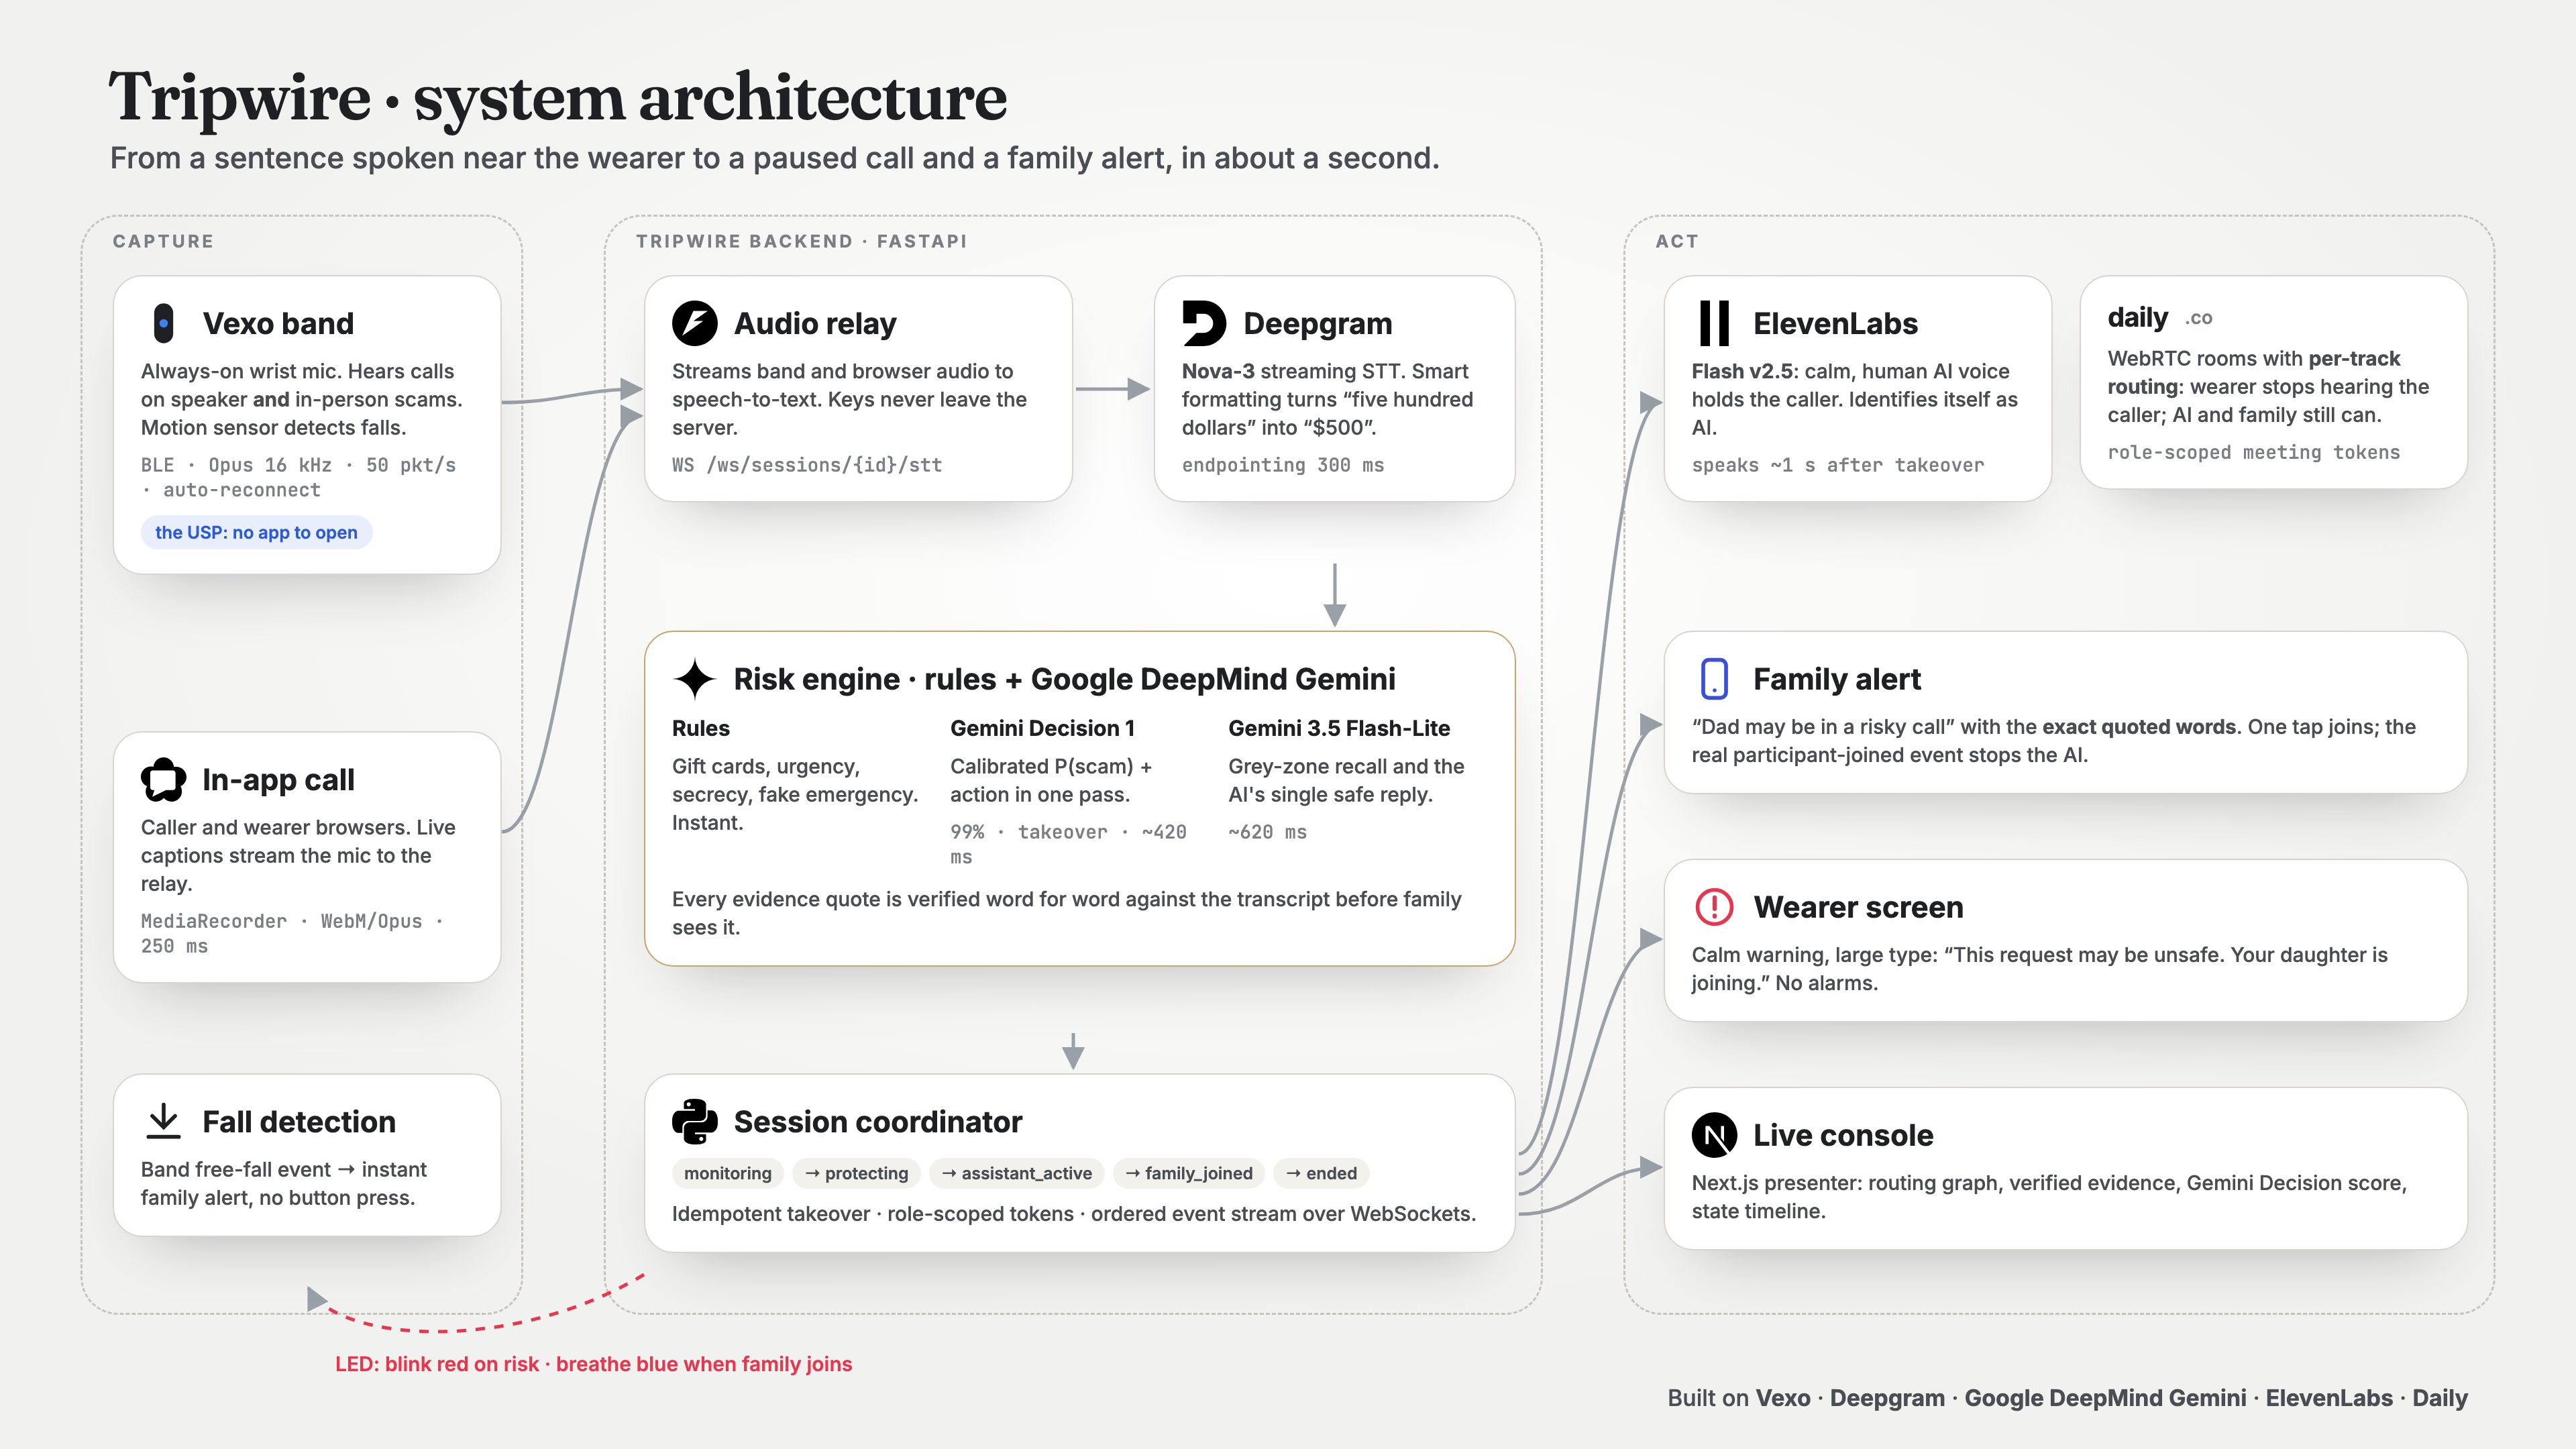 Tripwire · system architecture
From a sentence spoken near the wearer to a paused call and a family alert, in about a second.
CAPTURE
Vexo band
Always-on wrist mic. Hears calls
on speaker and in-person scams.
Motion sensor detects falls.
BLE · Opus 16 kHz · 50 pkt/s
· auto-reconnect
the USP: no app to open
In-app call
Caller and wearer browsers. Live
captions stream the mic to the
relay.
MediaRecorder · WebM/Opus ·
250 ms
Fall detection
Band free-fall event → instant
family alert, no button press.
TRIPWIRE BACKEND · FASTAPI
Audio relay
Streams band and browser audio to
speech-to-text. Keys never leave the
server.
WS /ws/sessions/{id}/stt
Deepgram
Nova-3 streaming STT. Smart
formatting turns “five hundred
dollars” into “$500”.
endpointing 300 ms
Risk engine · rules + Google DeepMind Gemini
Rules
Gift cards, urgency,
secrecy, fake emergency.
Instant.
Gemini Decision 1
Calibrated P(scam) +
action in one pass.
99% · takeover · ~420
ms
Gemini 3.5 Flash-Lite
Grey-zone recall and the
AI's single safe reply.
~620 ms
Every evidence quote is verified word for word against the transcript before family
sees it.
Session coordinator
monitoring → protecting → assistant_active → family_joined → ended
Idempotent takeover · role-scoped tokens · ordered event stream over WebSockets.
ACT
ElevenLabs
Flash v2.5: calm, human AI voice
holds the caller. Identifies itself as
AI.
speaks ~1 s after takeover
daily .co
WebRTC rooms with per-track
routing: wearer stops hearing the
caller; AI and family still can.
role-scoped meeting tokens
Family alert
“Dad may be in a risky call” with the exact quoted words. One tap joins; the
real participant-joined event stops the AI.
Wearer screen
Calm warning, large type: “This request may be unsafe. Your daughter is
joining.” No alarms.
Live console
Next.js presenter: routing graph, verified evidence, Gemini Decision score,
state timeline.
LED: blink red on risk · breathe blue when family joins
Built on Vexo · Deepgram · Google DeepMind Gemini · ElevenLabs · Daily